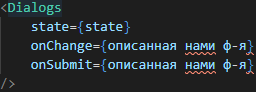 <Dialogs
state={state}
onChange={описанная нами ф-я}
onSubmit={описанная нами ф-я}
/>